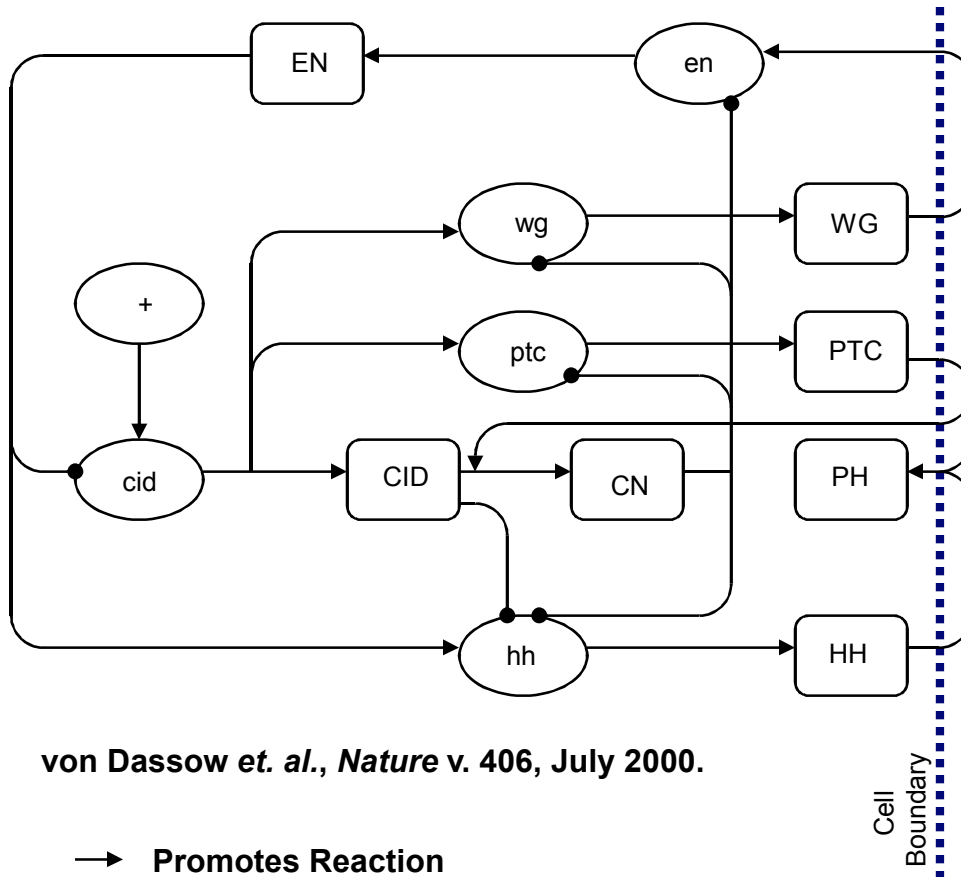 EN
en
wg
WG
+
ptc
PTC
cid
CID
CN
PH
hh
HH
von Dassow et. al., Nature v. 406, July 2000.
Cell
Boundary
Promotes Reaction